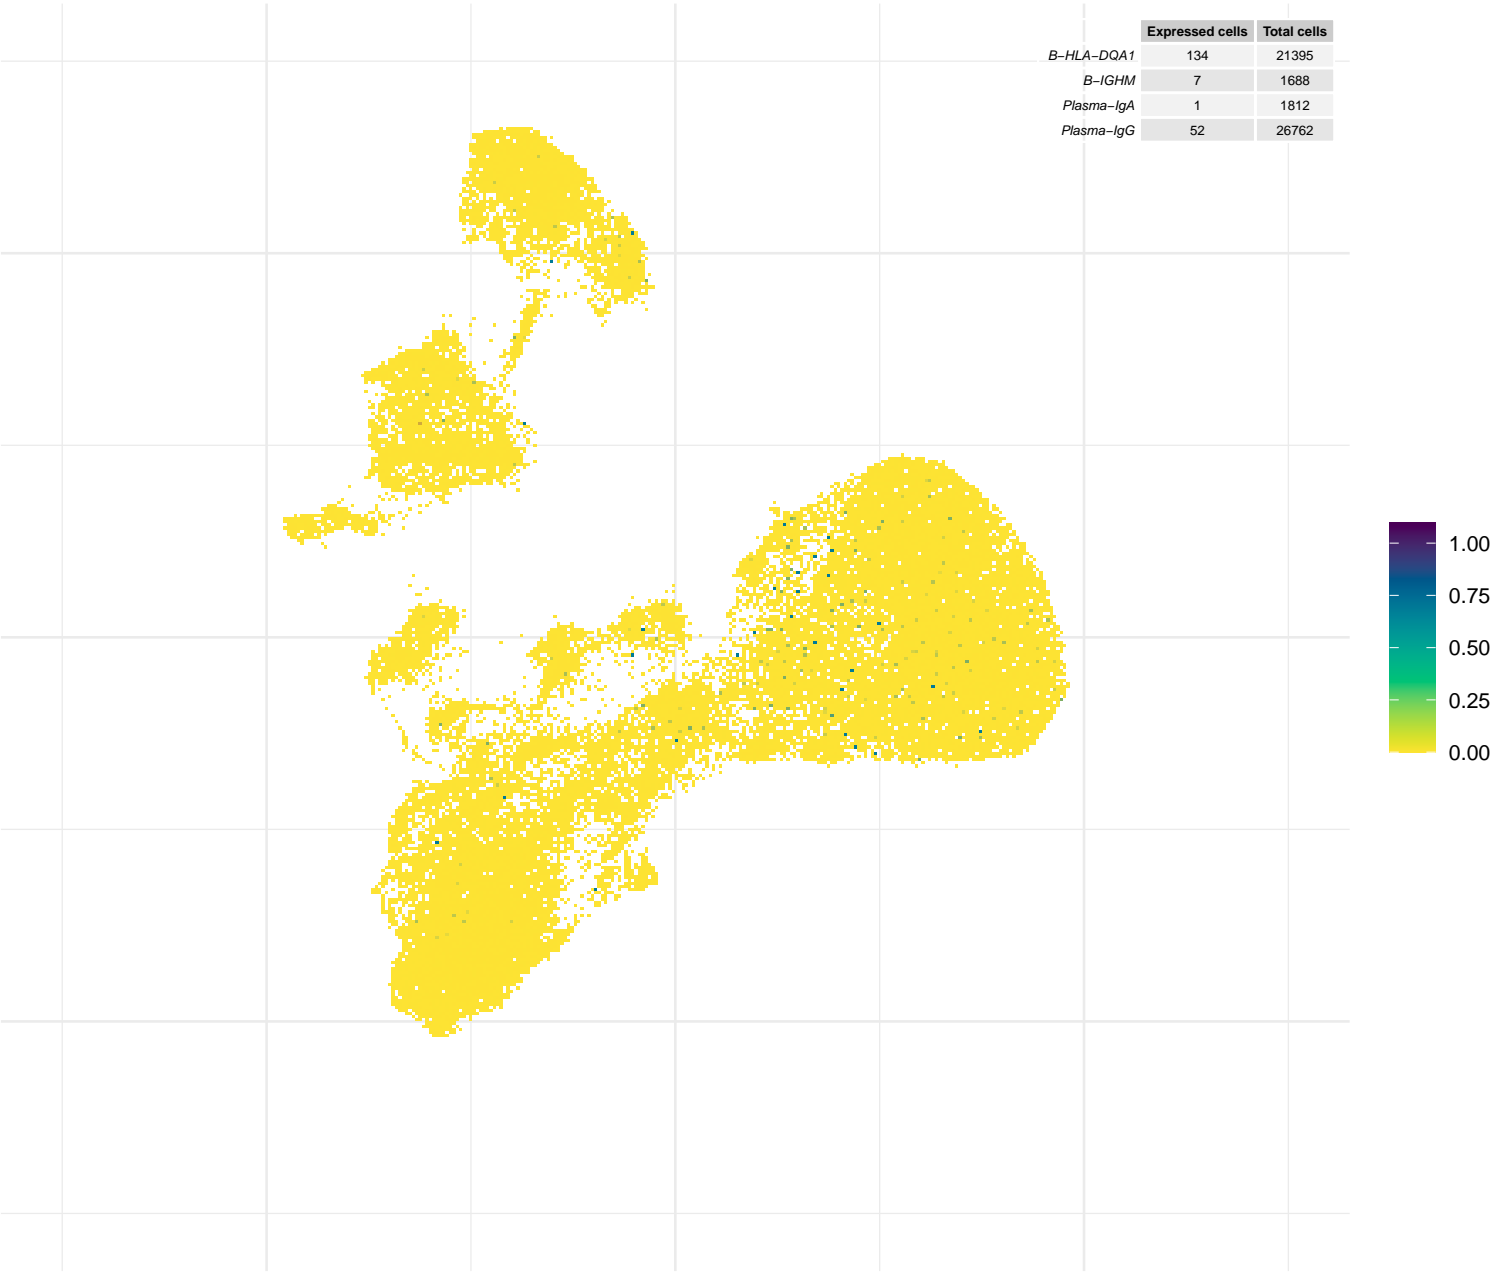 Expressed cells Total cells
B−HLA−DQA1 134 21395
B−IGHM 7 1688
Plasma−IgA 1 1812
Plasma−IgG 52 26762
1.00
0.75
0.50
0.25
0.00